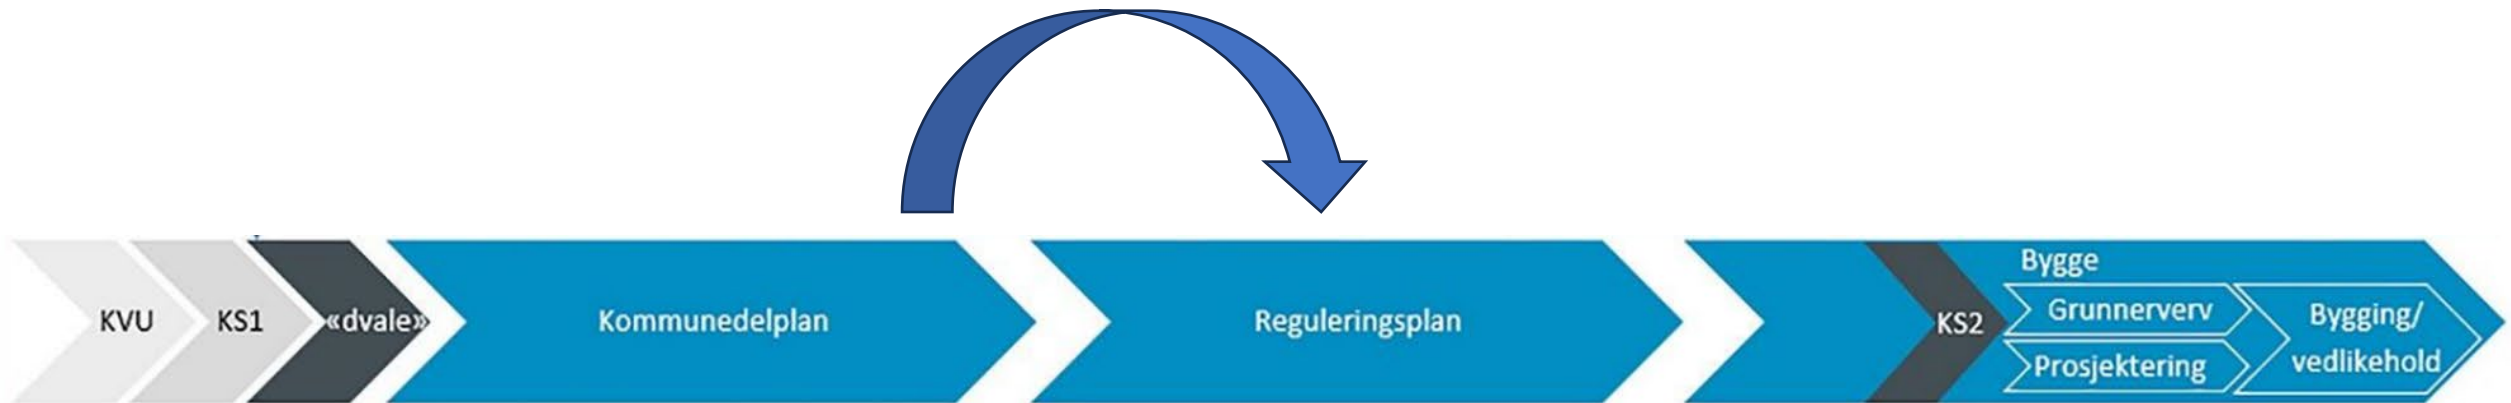 KVU
KS1
«dvale»
Kommunedelplan
Reguleringsplan
KS2
Bygge
Grunnerverv
Prosjektering
Bygging/
vedlikehold